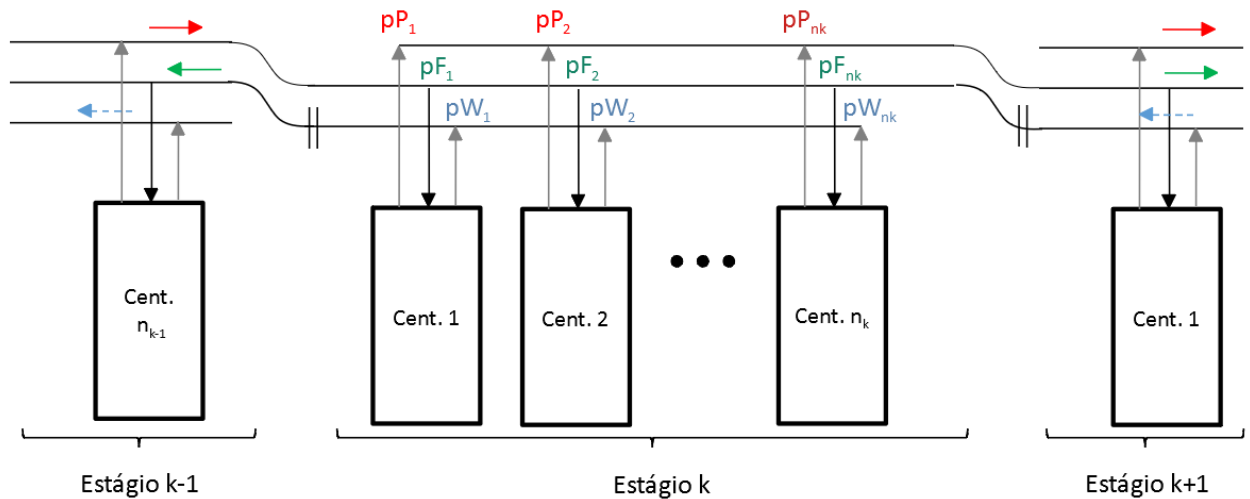 pP1 pP2 pPnk
pF1 pF2 pFnk
pW1 pW2 pWnk
Cent.
nk-1
Cent. 1
Cent. 2
Cent. nk
Cent. 1
Estágio k-1
Estágio k
Estágio k+1